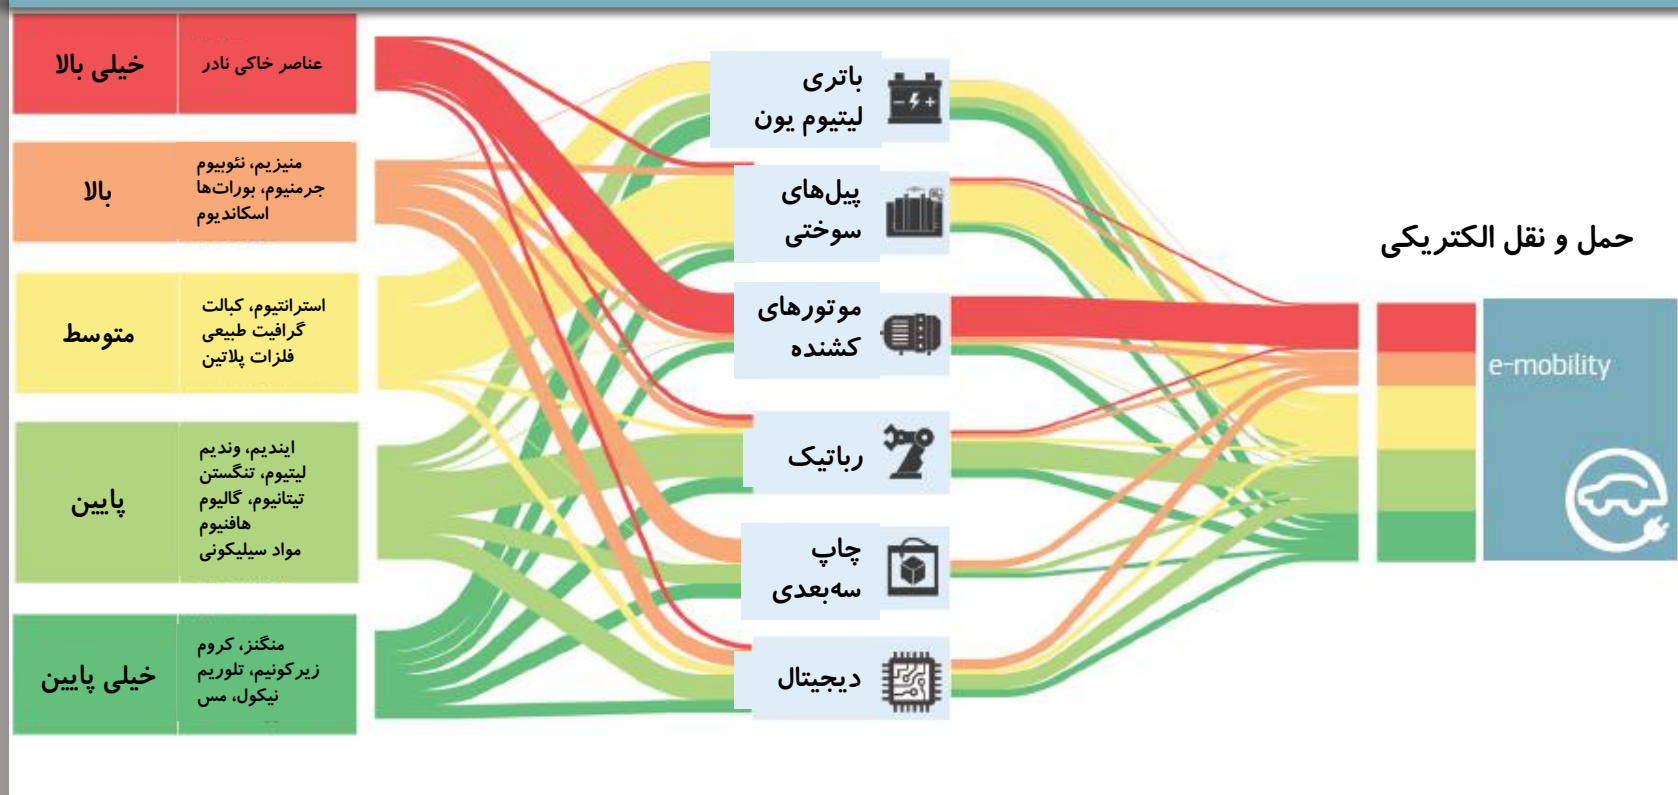 خیلی بالا
عناصر خاکی نادر
بالا
منیزیم، نئوبیوم
جرمنیوم، بورات‌ها
اسکاندیوم
متوسط
استرانتیوم، کبالت
گرافیت طبیعی
فلزات پلاتین
پایین
ایندیم، وندیم
لیتیوم، تنگستن
تیتانیوم، گالیوم
هافنیوم
مواد سیلیکونی
خیلی پایین
منگنز، کروم
زیرکونیم، تلوریم
نیکول، مس
باتری
لیتیوم یون
پیل‌های
سوختی
موتورهای
کشنده
رباتیک
چاپ
سه‌بعدی
دیجیتال
حمل و نقل الکتریکی
e-mobility